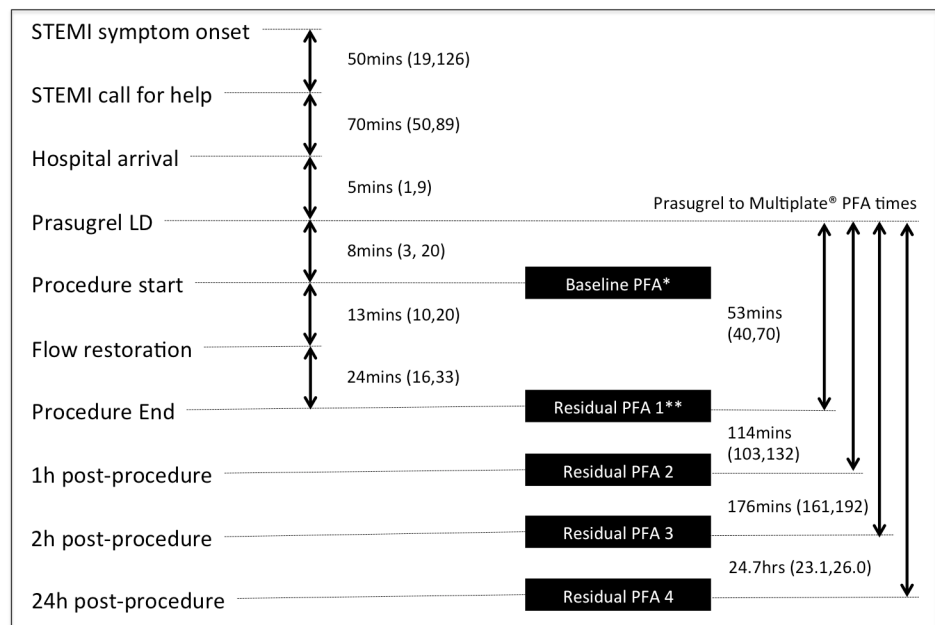 STEMI symptom onset
50mins (19,126)
STEMI call for help
70mins (50,89)
Hospital arrival
5mins (1,9)
Prasugrel to Multiplate® PFA times
Prasugrel LD
8mins (3, 20)
Procedure start
Baseline PFA*
13mins (10,20)
53mins
(40,70)
Flow restoration
24mins (16,33)
Procedure End
Residual PFA 1**
114mins
(103,132)
1h post-procedure
Residual PFA 2
176mins (161,192)
2h post-procedure
Residual PFA 3
24.7hrs (23.1,26.0)
24h post-procedure
Residual PFA 4